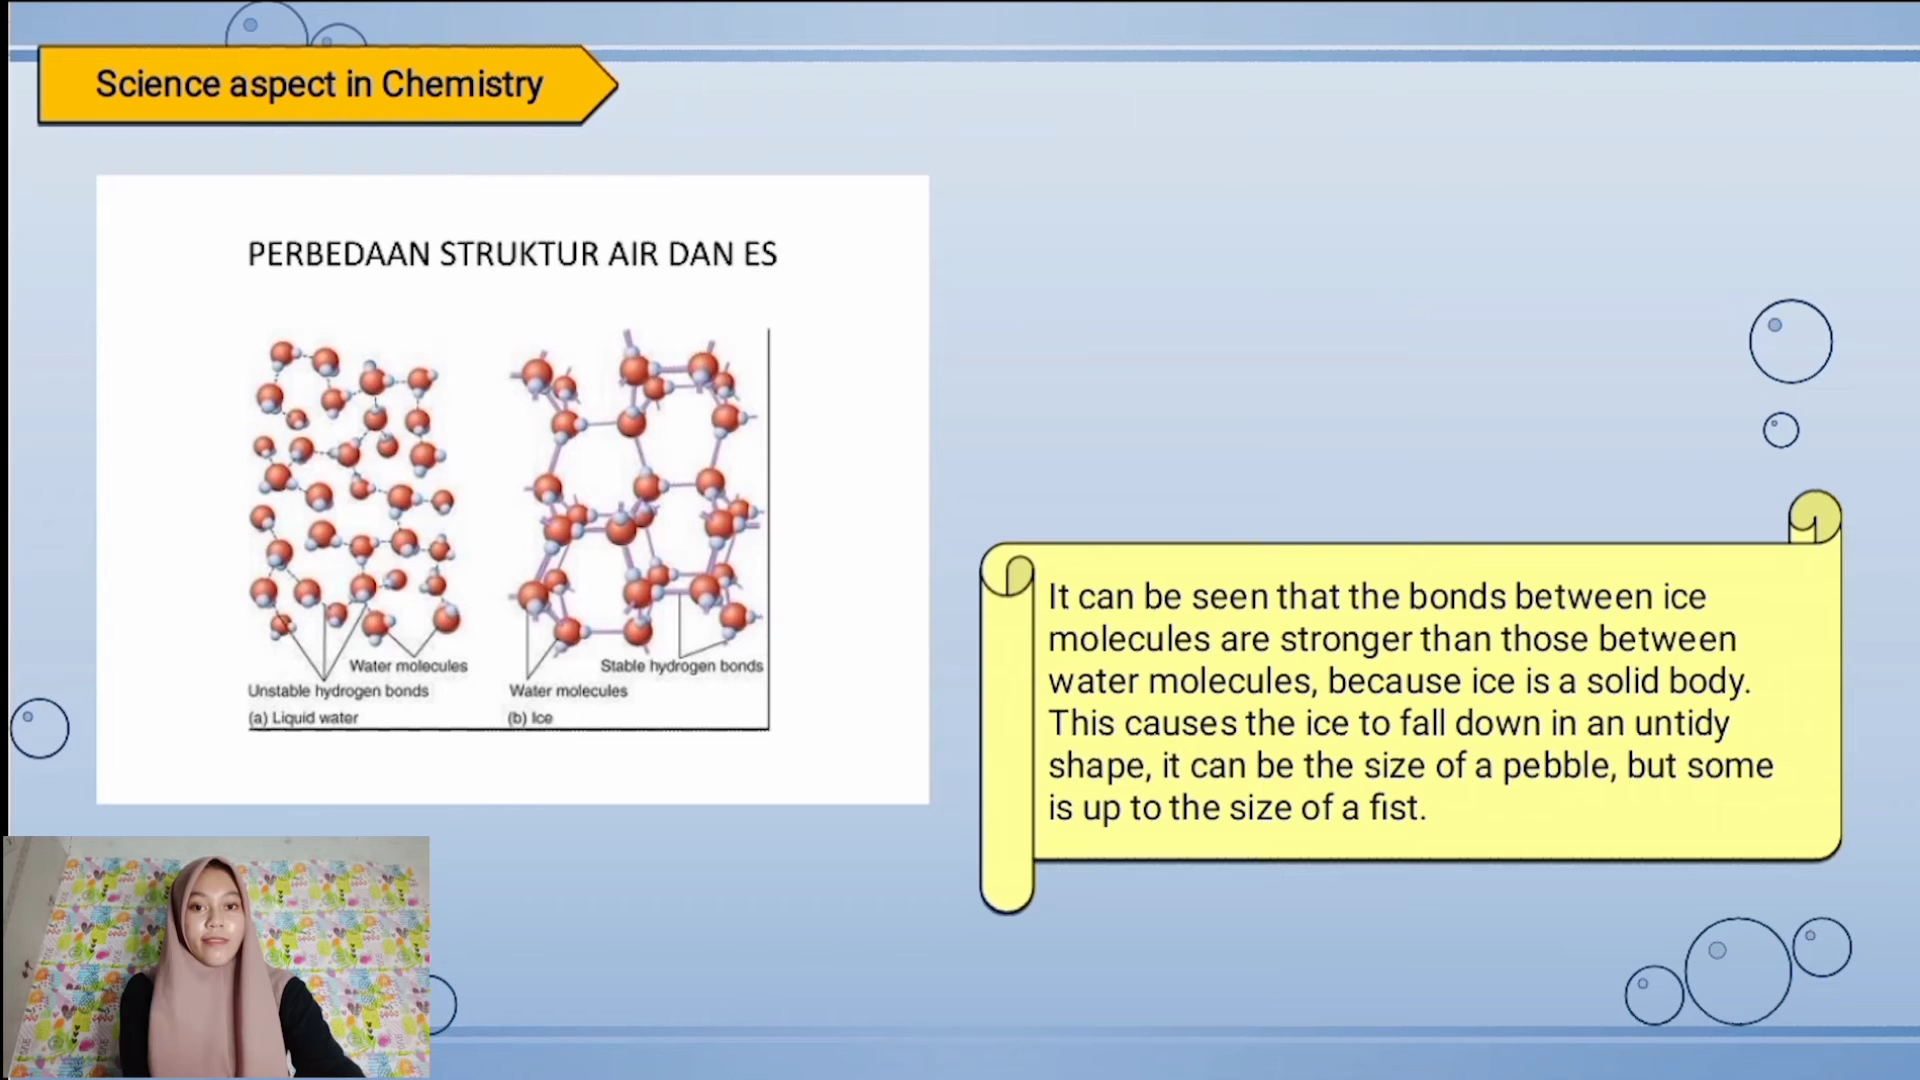 Science aspect in Chemistry
PERBEDAAN STRUKTUR AIR DAN ES
Water molecules
Unstable hydrogen bonds
(a) Liquid water
Stable hydrogen bonds
Water molecules
(b) Ice
It can be seen that the bonds between ice
molecules are stronger than those between
water molecules, because ice is a solid body.
This causes the ice to fall down in an untidy
shape, it can be the size of a pebble, but some
is up to the size of a fist.